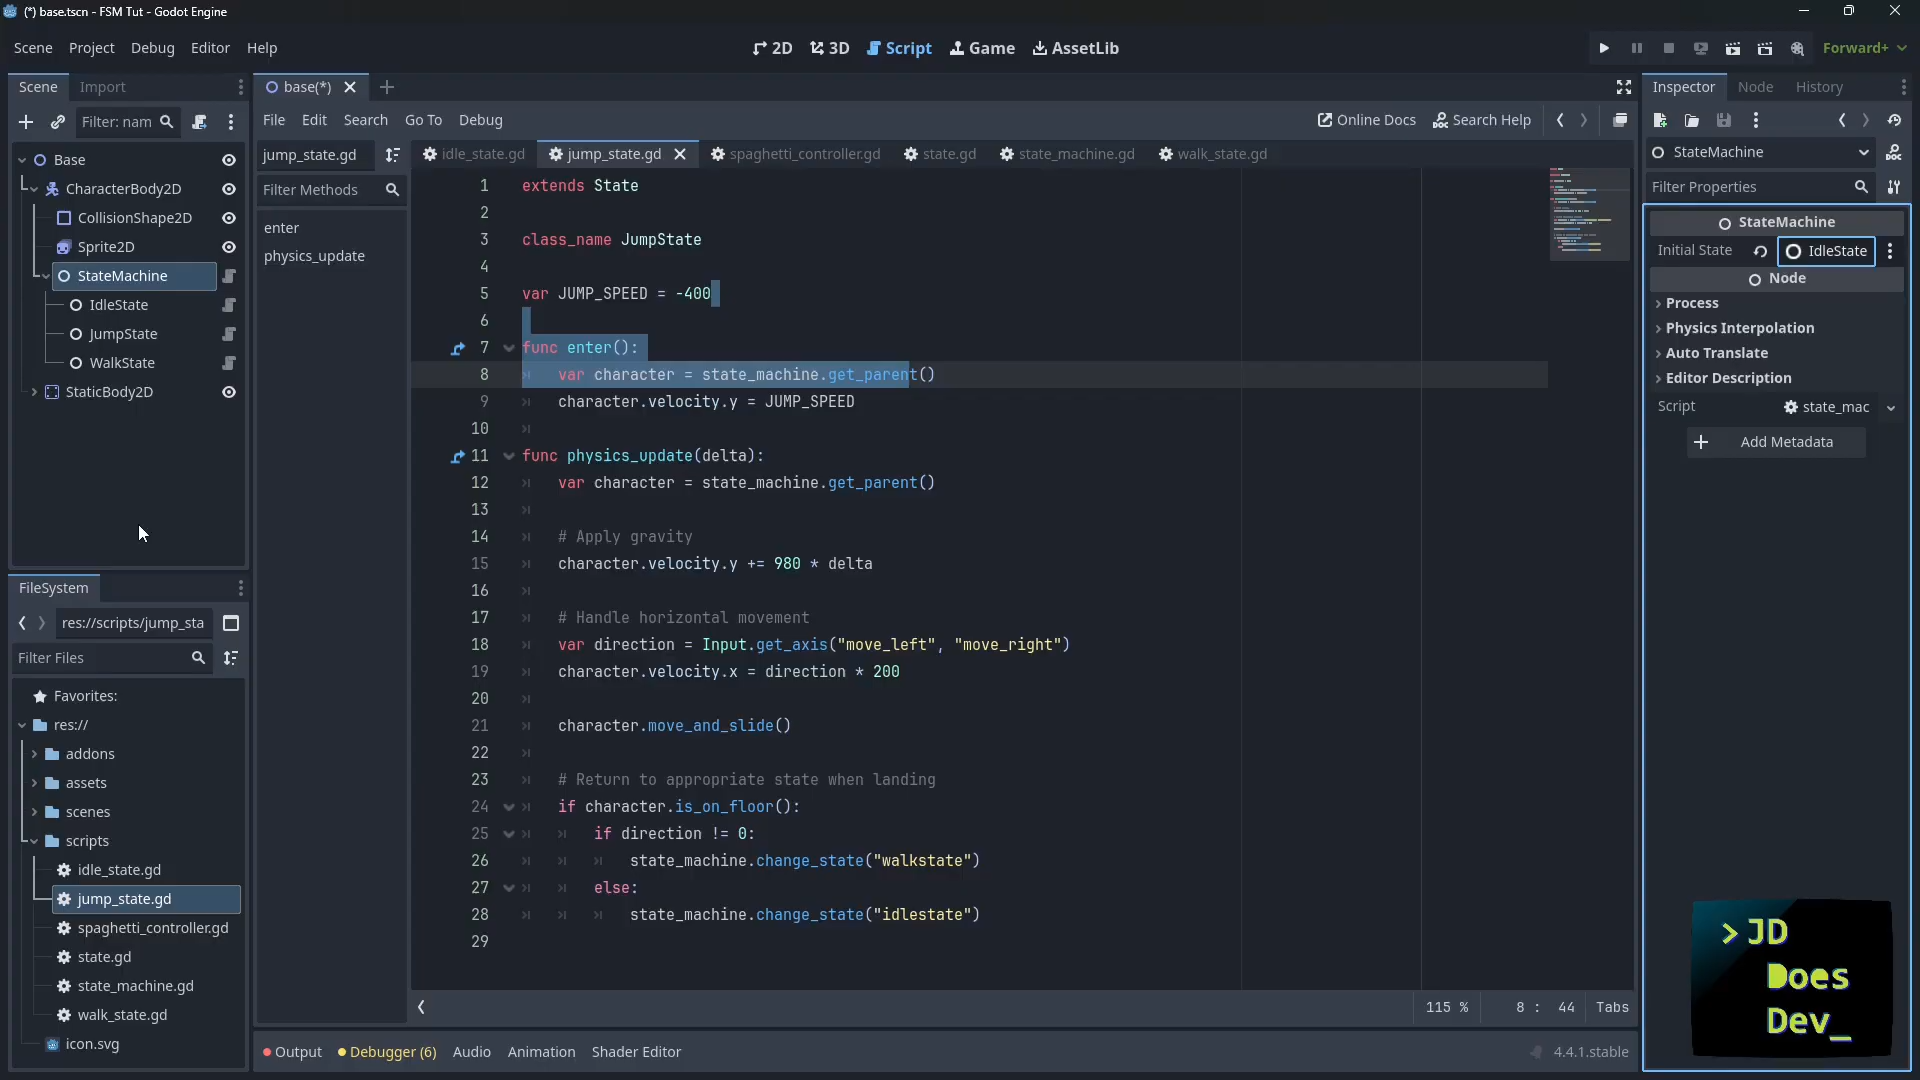 (*) base.tscn - FSM Tut - Godot Engine
Scene Project Debug Editor Help
2D 3D Script Game AssetLib
Forward+
Scene Import
Filter: nam
Base
CharacterBody2D
CollisionShape2D
Sprite2D
StateMachine
IdleState
JumpState
WalkState
StaticBody2D
FileSystem
res://scripts/jump_sta
Filter Files
Favorites:
res://
addons
assets
scenes
scripts
idle_state.gd
jump_state.gd
spaghetti_controller.gd
state.gd
state_machine.gd
walk_state.gd
icon.svg
base(*)
File Edit Search Go To Debug
Online Docs Search Help
jump_state.gd
Filter Methods
enter
physics_update
idle_state.gd jump_state.gd spaghetti_controller.gd state.gd state_machine.gd walk_state.gd
1 extends State
2
3 class_name JumpState
4
5 var JUMP_SPEED = -400
6
7 func enter():
8 var character = state_machine.get_parent()
9 character.velocity.y = JUMP_SPEED
10
11 func physics_update(delta):
12 var character = state_machine.get_parent()
13
14 # Apply gravity
15 character.velocity.y += 980 * delta
16
17 # Handle horizontal movement
18 var direction = Input.get_axis("move_left", "move_right")
19 character.velocity.x = direction * 200
20
21 character.move_and_slide()
22
23 # Return to appropriate state when landing
24 if character.is_on_floor():
25 if direction != 0:
26 state_machine.change_state("walkstate")
27 else:
28 state_machine.change_state("idlestate")
29
115 % 8 : 44 Tabs
Output Debugger (6) Audio Animation Shader Editor
4.4.1.stable
Inspector Node History
StateMachine
Filter Properties
StateMachine
Initial State IdleState
Node
Process
Physics Interpolation
Auto Translate
Editor Description
Script state_mac
Add Metadata
>JD
Does
Dev_